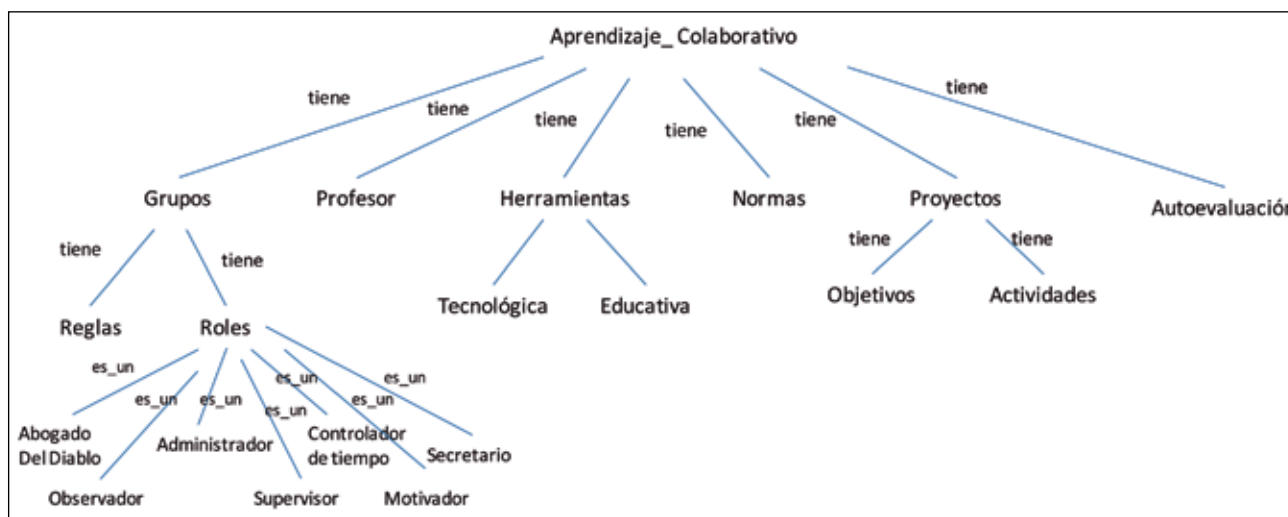 Aprendizaje_ Colaborativo
tiene
tiene
tiene
tiene
tiene
tiene
Grupos
Profesor
Herramientas
Normas
Proyectos
Autoevaluación
tiene
tiene
tiene
tiene
Tecnológica
Educativa
Objetivos
Actividades
Reglas
Roles
es_un
es_un
es_un
es_un
es_un
es_un
es_un
Abogado
Del Diablo
Administrador
Controlador
de tiempo
Secretario
Observador
Supervisor
Motivador